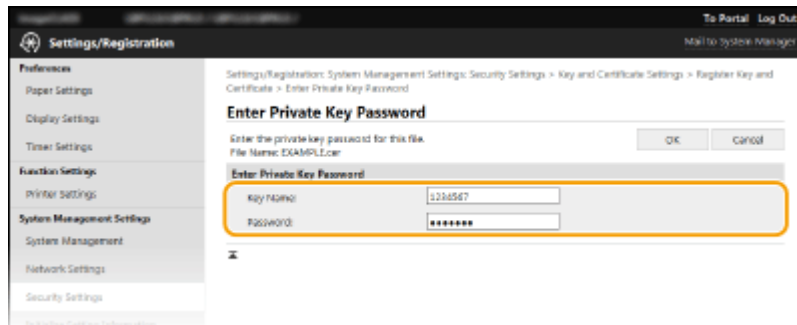 To Portal Log Out
Settings/Registration
Mail to System Manager
Preferences
Paper Settings
Display Settings
Timer Settings
Function Settings
Printer Settings
System Management Settings
System Management
Network Settings
Security Settings
Settings/Registration: System Management Settings: Security Settings > Key and Certificate Settings > Register Key and
Certificate > Enter Private Key Password
Enter Private Key Password
Enter the private key password for this file.
File Name: EXAMPLE.cer
OK
Cancel
Enter Private Key Password
Key Name:
1234567
Password:
•••••••